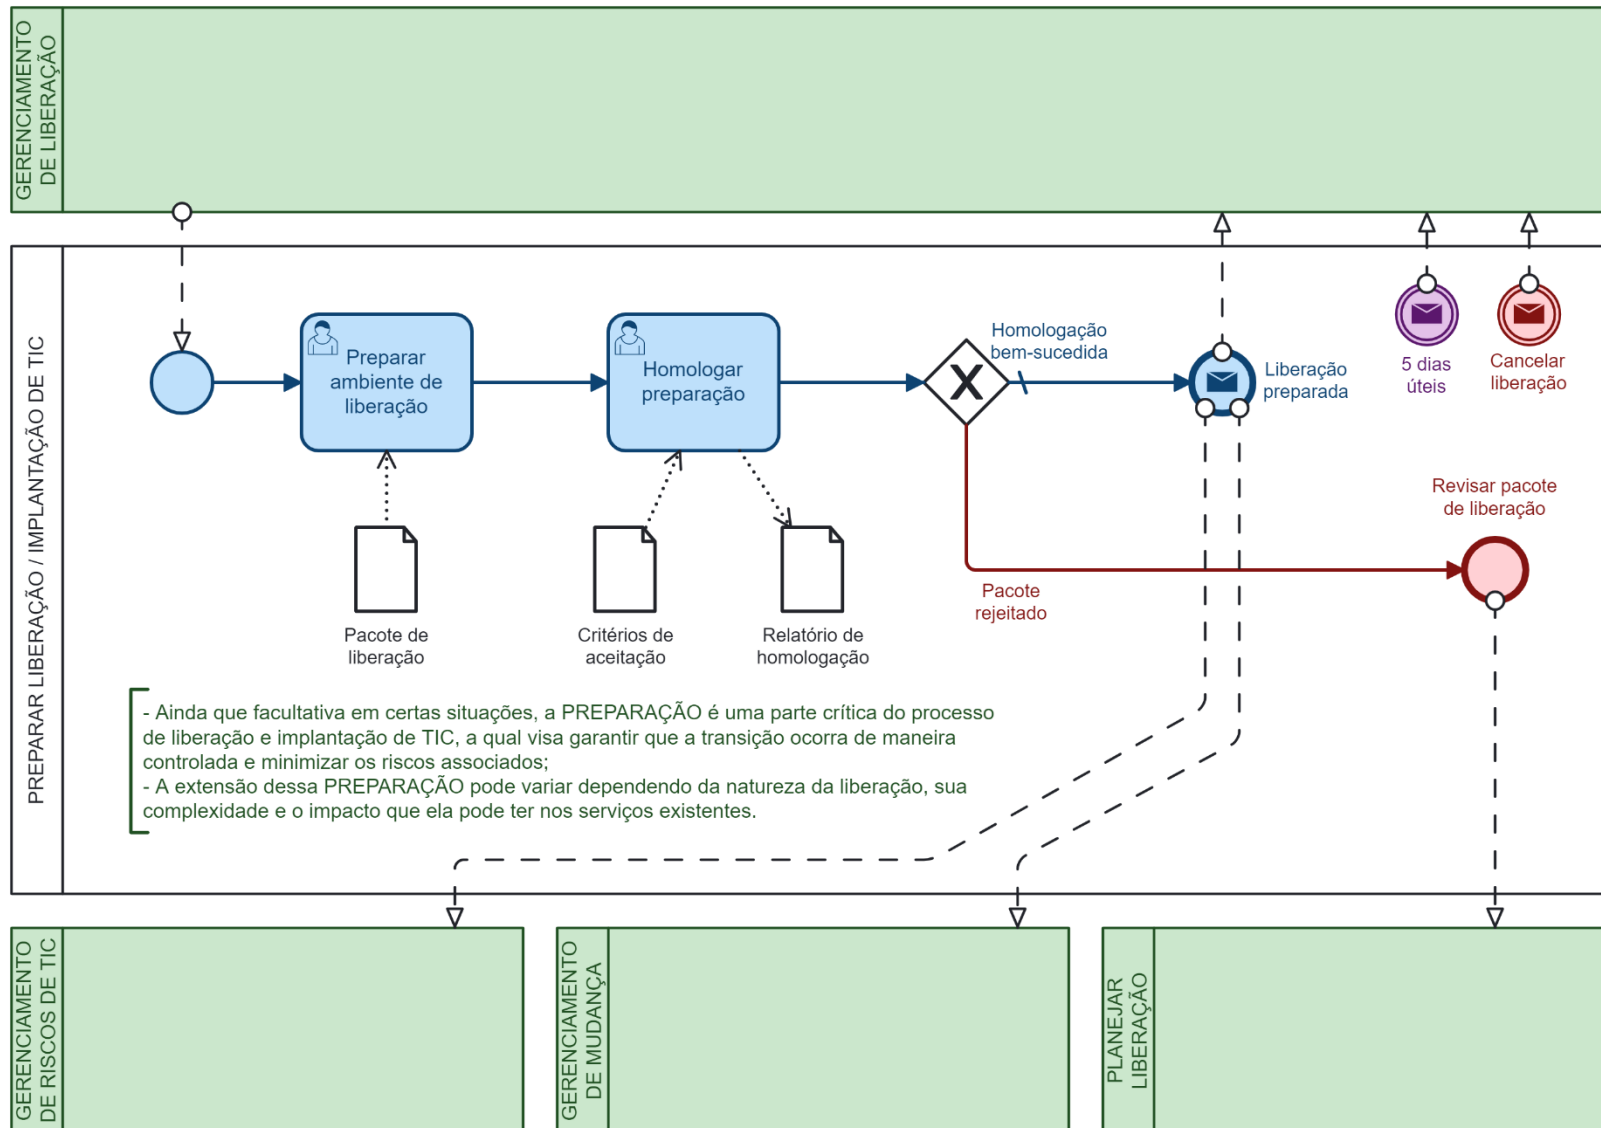 GERENCIAMENTO
DE LIBERAÇÃO
PREPARAR LIBERAÇÃO / IMPLANTAÇÃO DE TIC
Preparar
ambiente de
liberação
Homologar
preparação
X
Homologação
bem-sucedida
Liberação
preparada
5 dias
úteis
Cancelar
liberação
Pacote
rejeitado
Revisar pacote
de liberação
Pacote de
liberação
Critérios de
aceitação
Relatório de
homologação
- Ainda que facultativa em certas situações, a PREPARAÇÃO é uma parte crítica do processo
de liberação e implantação de TIC, a qual visa garantir que a transição ocorra de maneira
controlada e minimizar os riscos associados;
- A extensão dessa PREPARAÇÃO pode variar dependendo da natureza da liberação, sua
complexidade e o impacto que ela pode ter nos serviços existentes.
GERENCIAMENTO
DE RISCOS DE TIC
GERENCIAMENTO
DE MUDANÇA
PLANEJAR
LIBERAÇÃO